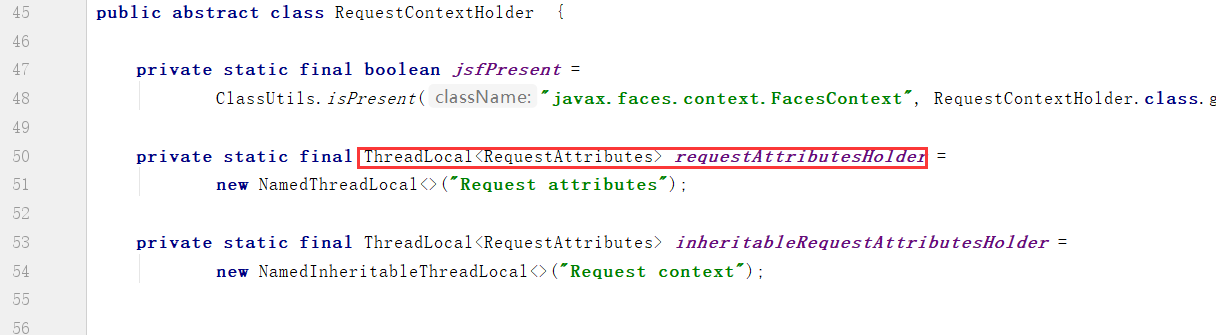 45 public abstract class RequestContextHolder {
46
47 private static final boolean jsfPresent =
48 ClassUtils.isPresent( className: "javax.faces.context.FacesContext", RequestContextHolder.class.g
49
50 private static final ThreadLocal<RequestAttributes> requestAttributesHolder =
51 new NamedThreadLocal<>("Request attributes");
52
53 private static final ThreadLocal<RequestAttributes> inheritableRequestAttributesHolder =
54 new NamedInheritableThreadLocal<>("Request context");
55
56